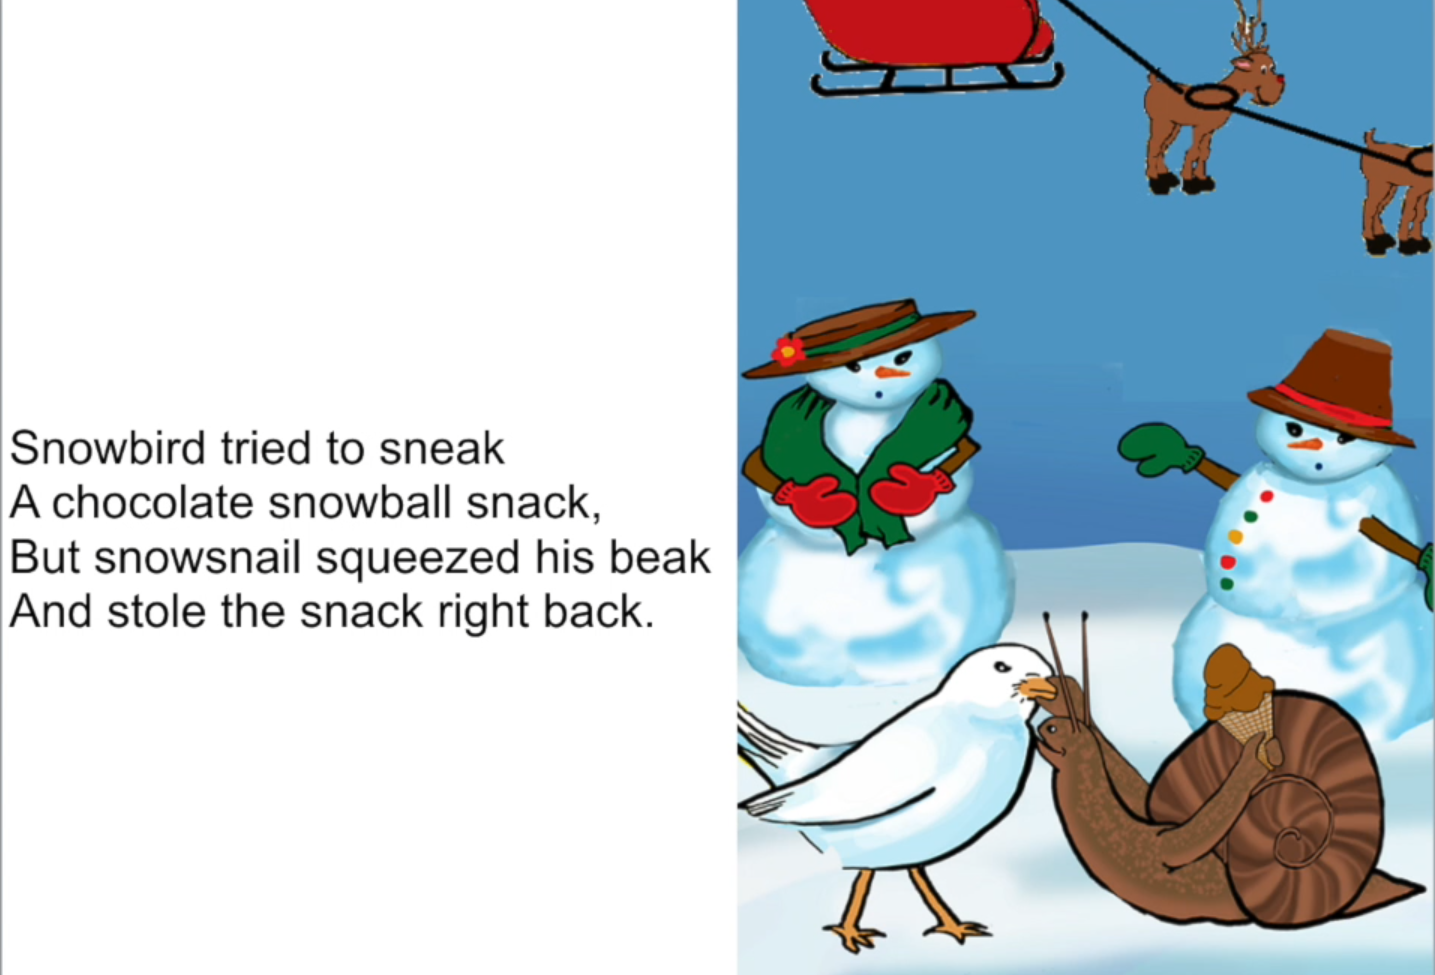 Snowbird tried to sneak
A chocolate snowball snack,
But snowsnail squeezed his beak
And stole the snack right back.